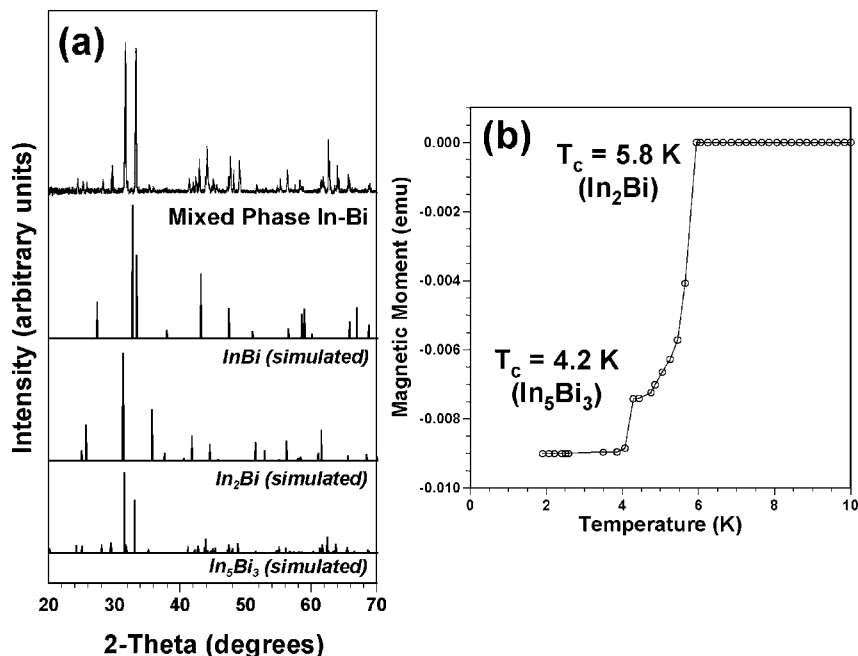 (a)
Intensity (arbitrary units)
Mixed Phase In-Bi
InBi (simulated)
In₂Bi (simulated)
In₅Bi₃ (simulated)
20 30 40 50 60 70
2-Theta (degrees)
(b)
Magnetic Moment (emu)
0.000
-0.002
-0.004
-0.006
-0.008
-0.010
T_c = 5.8 K
(In₂Bi)
T_c = 4.2 K
(In₅Bi₃)
0 2 4 6 8 10
Temperature (K)